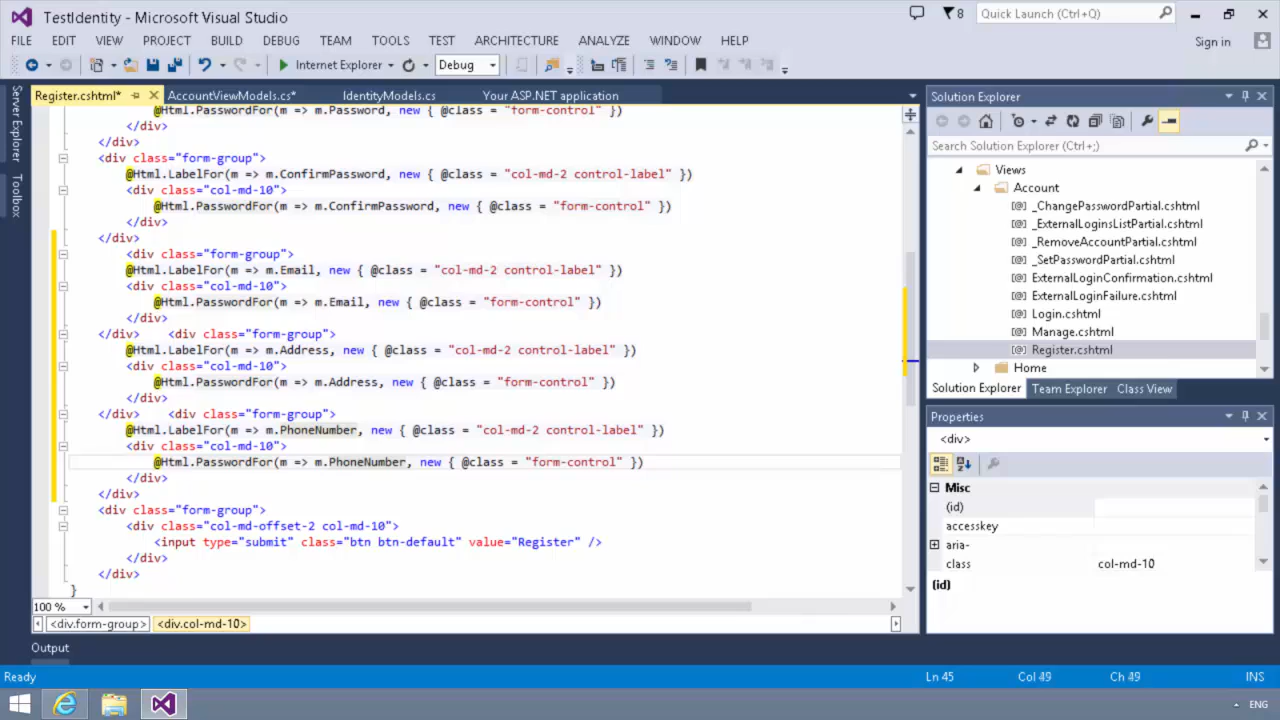 TestIdentity - Microsoft Visual Studio
8
Quick Launch (Ctrl+Q)
FILE EDIT VIEW PROJECT BUILD DEBUG TEAM TOOLS TEST ARCHITECTURE ANALYZE WINDOW HELP
Sign in
Internet Explorer
Debug
Server Explorer
Toolbox
Register.cshtml*
AccountViewModels.cs*
IdentityModels.cs
Your ASP.NET application
@Html.PasswordFor(m => m.Password, new { @class = "form-control" })
</div>
</div>
<div class="form-group">
@Html.LabelFor(m => m.ConfirmPassword, new { @class = "col-md-2 control-label" })
<div class="col-md-10">
@Html.PasswordFor(m => m.ConfirmPassword, new { @class = "form-control" })
</div>
</div>
<div class="form-group">
@Html.LabelFor(m => m.Email, new { @class = "col-md-2 control-label" })
<div class="col-md-10">
@Html.PasswordFor(m => m.Email, new { @class = "form-control" })
</div>
</div> <div class="form-group">
@Html.LabelFor(m => m.Address, new { @class = "col-md-2 control-label" })
<div class="col-md-10">
@Html.PasswordFor(m => m.Address, new { @class = "form-control" })
</div>
</div> <div class="form-group">
@Html.LabelFor(m => m.PhoneNumber, new { @class = "col-md-2 control-label" })
<div class="col-md-10">
@Html.PasswordFor(m => m.PhoneNumber, new { @class = "form-control" })
</div>
</div>
<div class="form-group">
<div class="col-md-offset-2 col-md-10">
<input type="submit" class="btn btn-default" value="Register" />
</div>
</div>
}
100 %
<div.form-group> <div.col-md-10>
Output
Solution Explorer
Search Solution Explorer (Ctrl+;)
Views
Account
_ChangePasswordPartial.cshtml
_ExternalLoginsListPartial.cshtml
_RemoveAccountPartial.cshtml
_SetPasswordPartial.cshtml
ExternalLoginConfirmation.cshtml
ExternalLoginFailure.cshtml
Login.cshtml
Manage.cshtml
Register.cshtml
Home
Solution Explorer Team Explorer Class View
Properties
<div>
Misc
(id)
accesskey
aria-
class col-md-10
(id)
Ready
Ln 45
Col 49
Ch 49
INS
ENG